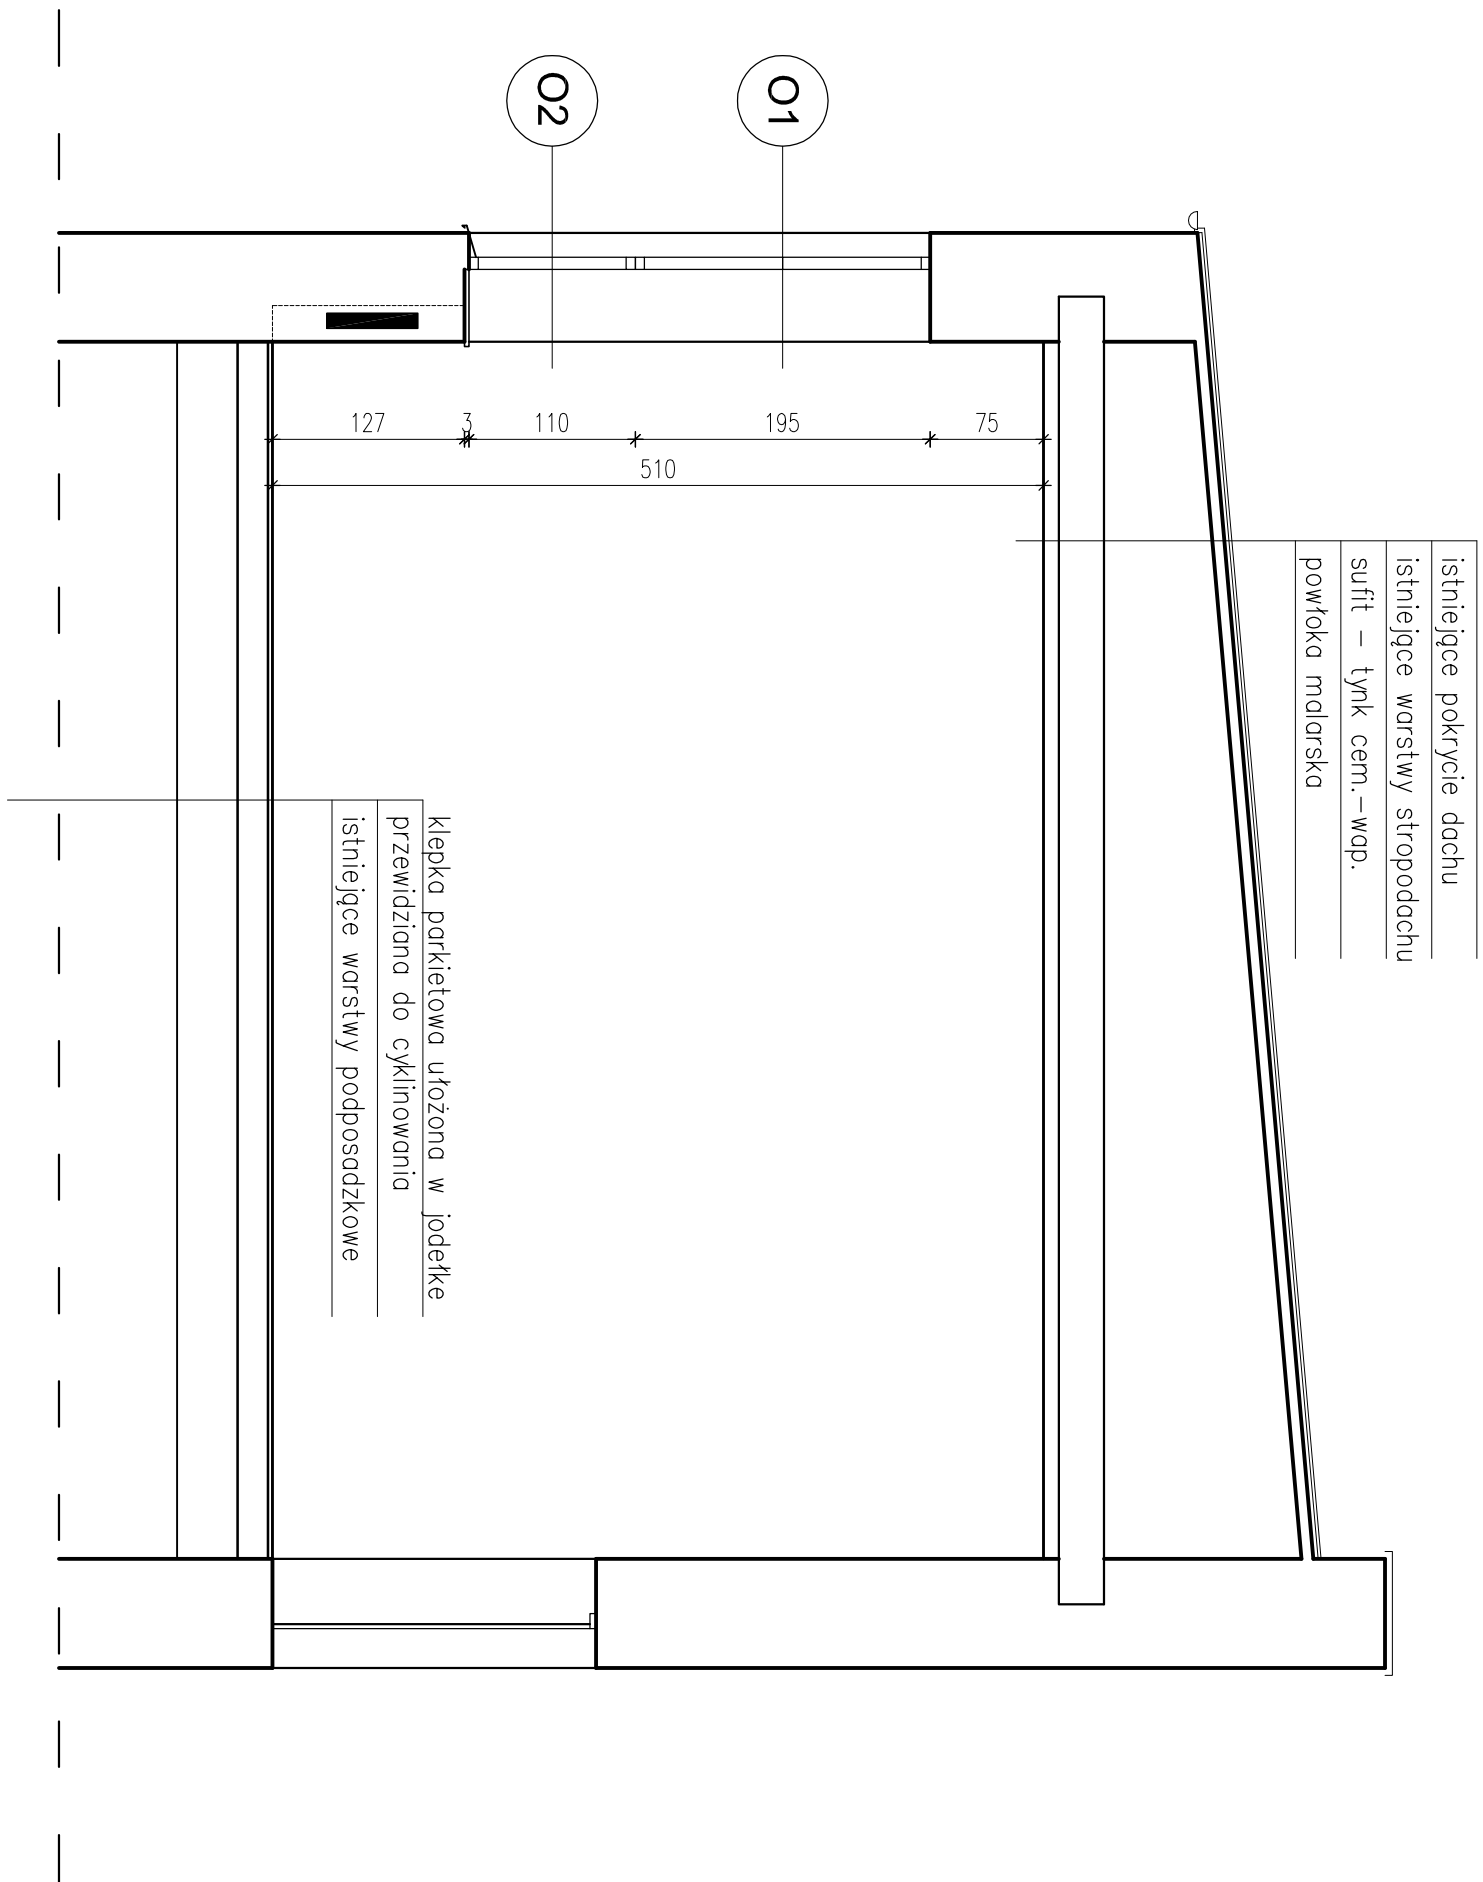 O2
O1
127
3
110
195
75
510
istniejące pokrycie dachu
istniejące warstwy stropodachu
sufit – tynk cem.–wap.
powłoka malarska
klepka parkietowa ułożona w jodełke
przewidziana do cyklinowania
istniejące warstwy podposadzkowe